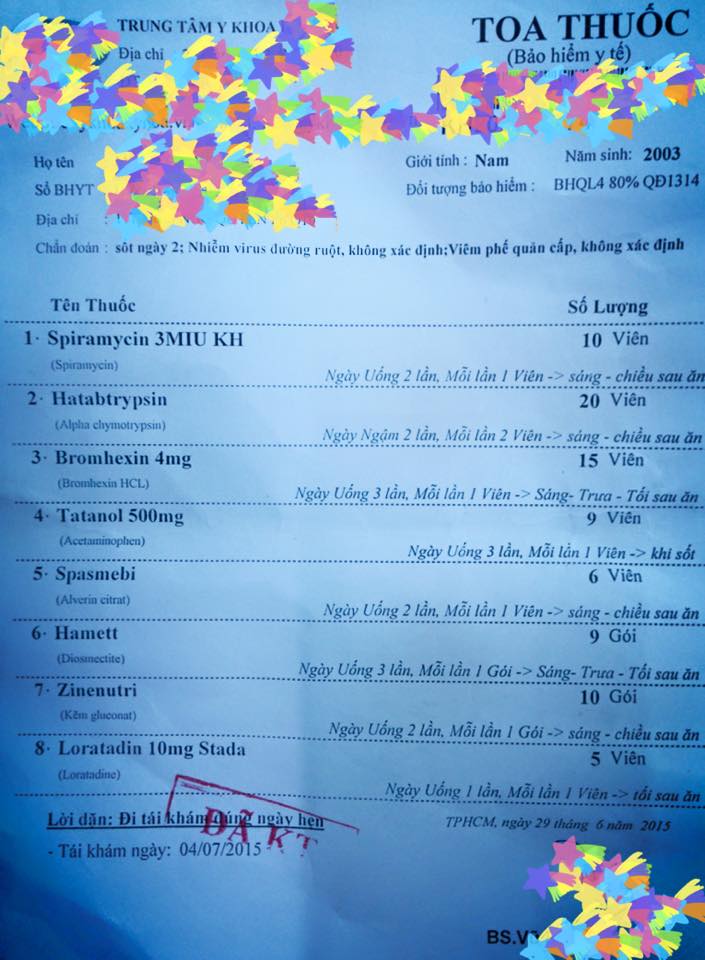 TRUNG TÂM Y KHOA
TOA THUỐC
(Bảo hiểm y tế)
Địa chỉ
Họ tên
Giới tính : Nam
Năm sinh: 2003
Số BHYT
Đối tượng bảo hiểm : BHQL4 80% QĐ1314
Địa chỉ :
Chẩn đoán : sốt ngày 2; Nhiễm virus đường ruột, không xác định;Viêm phế quản cấp, không xác định
Tên Thuốc Số Lượng
1. Spiramycin 3MIU KH 10 Viên
(Spiramycin)
Ngày Uống 2 lần, Mỗi lần 1 Viên -> sáng - chiều sau ăn
2. Hatabtrypsin 20 Viên
(Alpha chymotrypsin)
Ngày Ngậm 2 lần, Mỗi lần 2 Viên -> sáng - chiều sau ăn
3. Bromhexin 4mg 15 Viên
(Bromhexin HCL)
Ngày Uống 3 lần, Mỗi lần 1 Viên -> Sáng- Trưa - Tối sau ăn
4. Tatanol 500mg 9 Viên
(Acetaminophen)
Ngày Uống 3 lần, Mỗi lần 1 Viên -> khi sốt
5. Spasmebi 6 Viên
(Alverin citrat)
Ngày Uống 2 lần, Mỗi lần 1 Viên -> sáng - chiều sau ăn
6. Hamett 9 Gói
(Diosmectite)
Ngày Uống 3 lần, Mỗi lần 1 Gói -> Sáng- Trưa - Tối sau ăn
7. Zinenutri 10 Gói
(Kẽm gluconat)
Ngày Uống 2 lần, Mỗi lần 1 Gói -> sáng - chiều sau ăn
8. Loratadin 10mg Stada 5 Viên
(Loratadine)
Ngày Uống 1 lần, Mỗi lần 1 Viên -> tối sau ăn
Lời dặn: Đi tái khám đúng ngày hẹn
ĐÃ KT
TPHCM, ngày 29 tháng 6 năm 2015
- Tái khám ngày: 04/07/2015